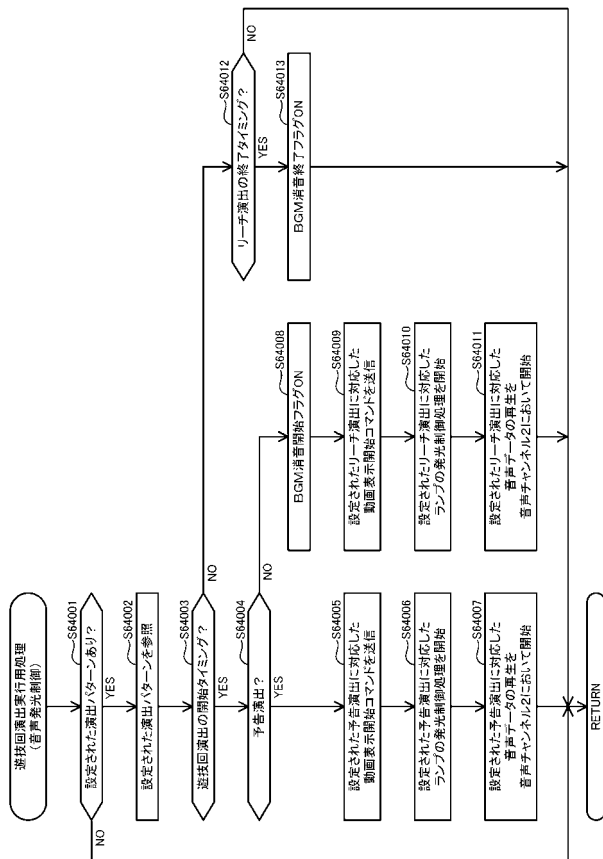 遊技回演出実行用処理
(音声発光制御)
S64001
設定された演出パターンあり?
NO
YES
S64002
設定された演出パターンを参照
S64003
遊技回演出の開始タイミング?
NO
YES
S64004
予告演出?
NO
YES
S64005
設定された予告演出に対応した
動画表示開始コマンドを送信
S64006
設定された予告演出に対応した
ランプの発光制御処理を開始
S64007
設定された予告演出に対応した
音声データの再生を
音声チャンネル2において開始
S64008
BGM消音開始フラグON
S64009
設定されたリーチ演出に対応した
動画表示開始コマンドを送信
S64010
設定されたリーチ演出に対応した
ランプの発光制御処理を開始
S64011
設定されたリーチ演出に対応した
音声データの再生を
音声チャンネル2において開始
S64012
リーチ演出の終了タイミング?
NO
YES
S64013
BGM消音終了フラグON
RETURN